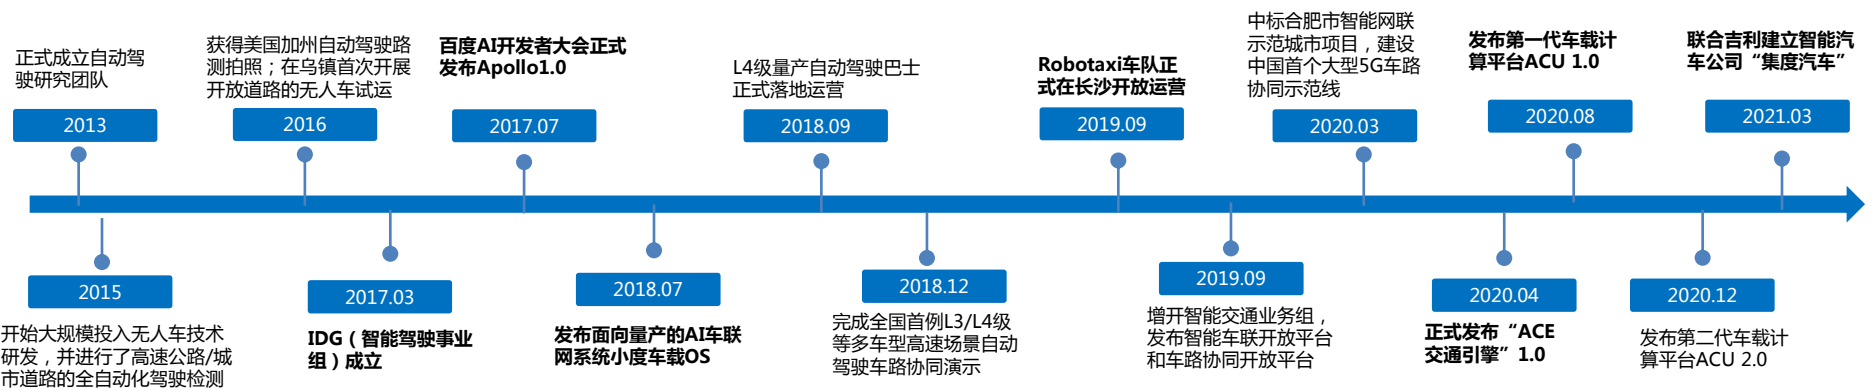 正式成立自动驾
驶研究团队
2013
获得美国加州自动驾驶路
测拍照；在乌镇首次开展
开放道路的无人车试运
2016
百度AI开发者大会正式
发布Apollo1.0
2017.07
L4级量产自动驾驶巴士
正式落地运营
2018.09
Robotaxi车队正
式在长沙开放运营
2019.09
中标合肥市智能网联
示范城市项目，建设
中国首个大型5G车路
协同示范线
2020.03
发布第一代车载计
算平台ACU 1.0
2020.08
联合吉利建立智能汽
车公司“集度汽车”
2021.03
2015
开始大规模投入无人车技术
研发，并进行了高速公路/城
市道路的全自动化驾驶检测
2017.03
IDG（智能驾驶事业
组）成立
2018.07
发布面向量产的AI车联
网系统小度车载OS
2018.12
完成全国首例L3/L4级
等多车型高速场景自动
驾驶车路协同演示
2019.09
增开智能交通业务组，
发布智能车联开放平台
和车路协同开放平台
2020.04
正式发布“ACE
交通引擎”1.0
2020.12
发布第二代车载计
算平台ACU 2.0